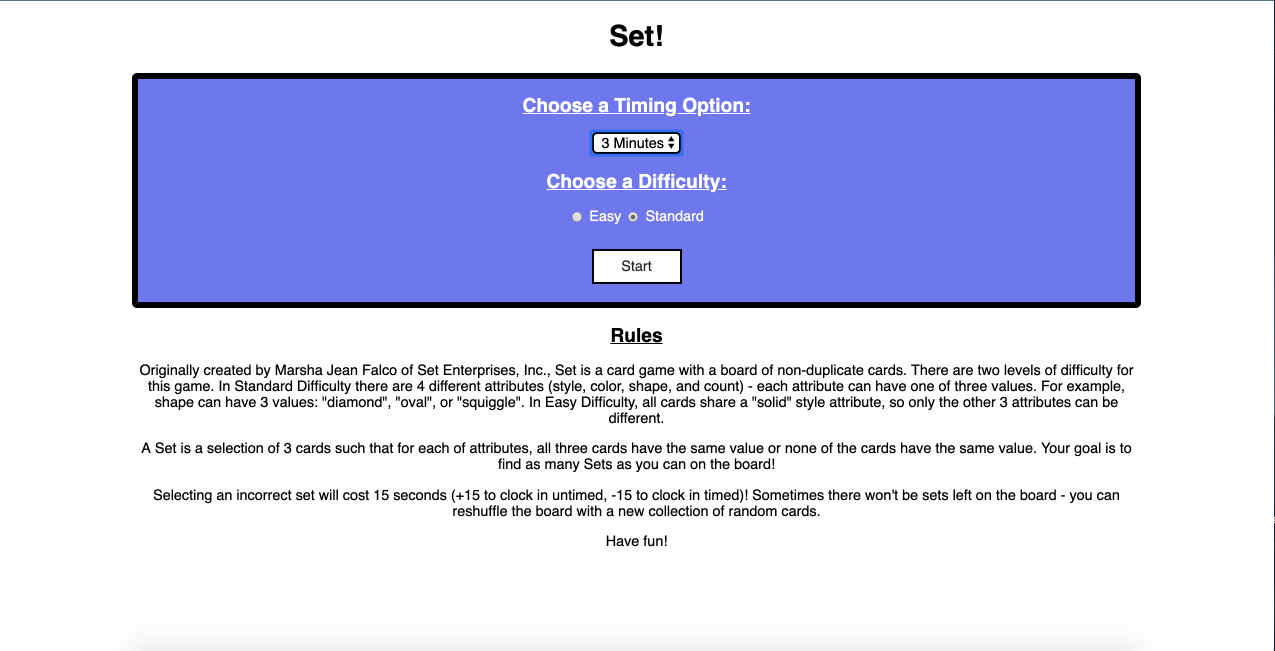 Set!
Choose a Timing Option:
3 Minutes
Choose a Difficulty:
Easy Standard
Start
Rules
Originally created by Marsha Jean Falco of Set Enterprises, Inc., Set is a card game with a board of non-duplicate cards. There are two levels of difficulty for
this game. In Standard Difficulty there are 4 different attributes (style, color, shape, and count) - each attribute can have one of three values. For example,
shape can have 3 values: "diamond", "oval", or "squiggle". In Easy Difficulty, all cards share a "solid" style attribute, so only the other 3 attributes can be
different.
A Set is a selection of 3 cards such that for each of attributes, all three cards have the same value or none of the cards have the same value. Your goal is to
find as many Sets as you can on the board!
Selecting an incorrect set will cost 15 seconds (+15 to clock in untimed, -15 to clock in timed)! Sometimes there won't be sets left on the board - you can
reshuffle the board with a new collection of random cards.
Have fun!